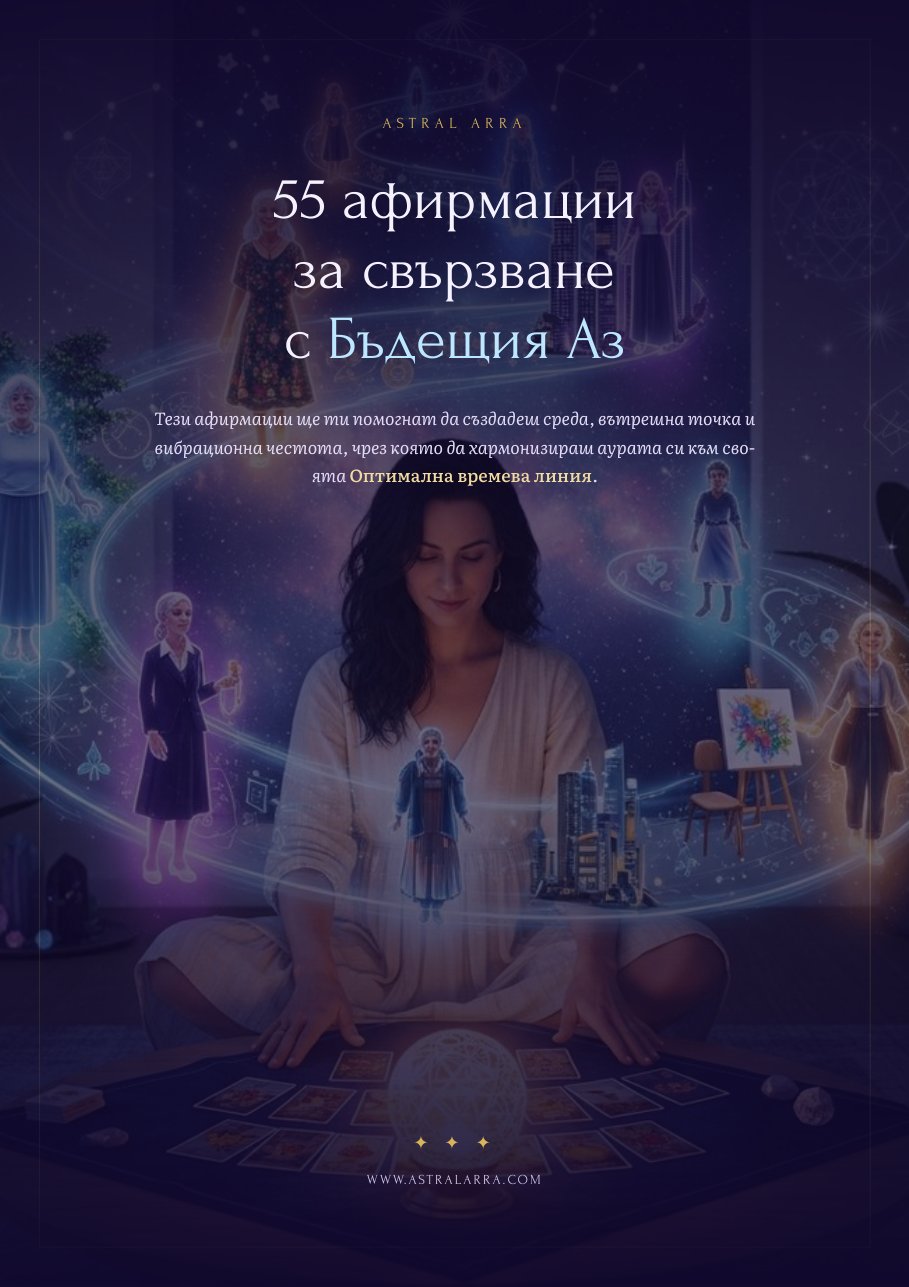 ASTRAL ARRA
55 афирмации
за свързване
с Бъдещия Аз
Тези афирмации ще ти помогнат да създадеш среда, вътрешна точка и
вибрационна честота, чрез която да хармонизираш аурата си към сво-
ята Оптимална времева линия.
WWW.ASTRALARRA.COM